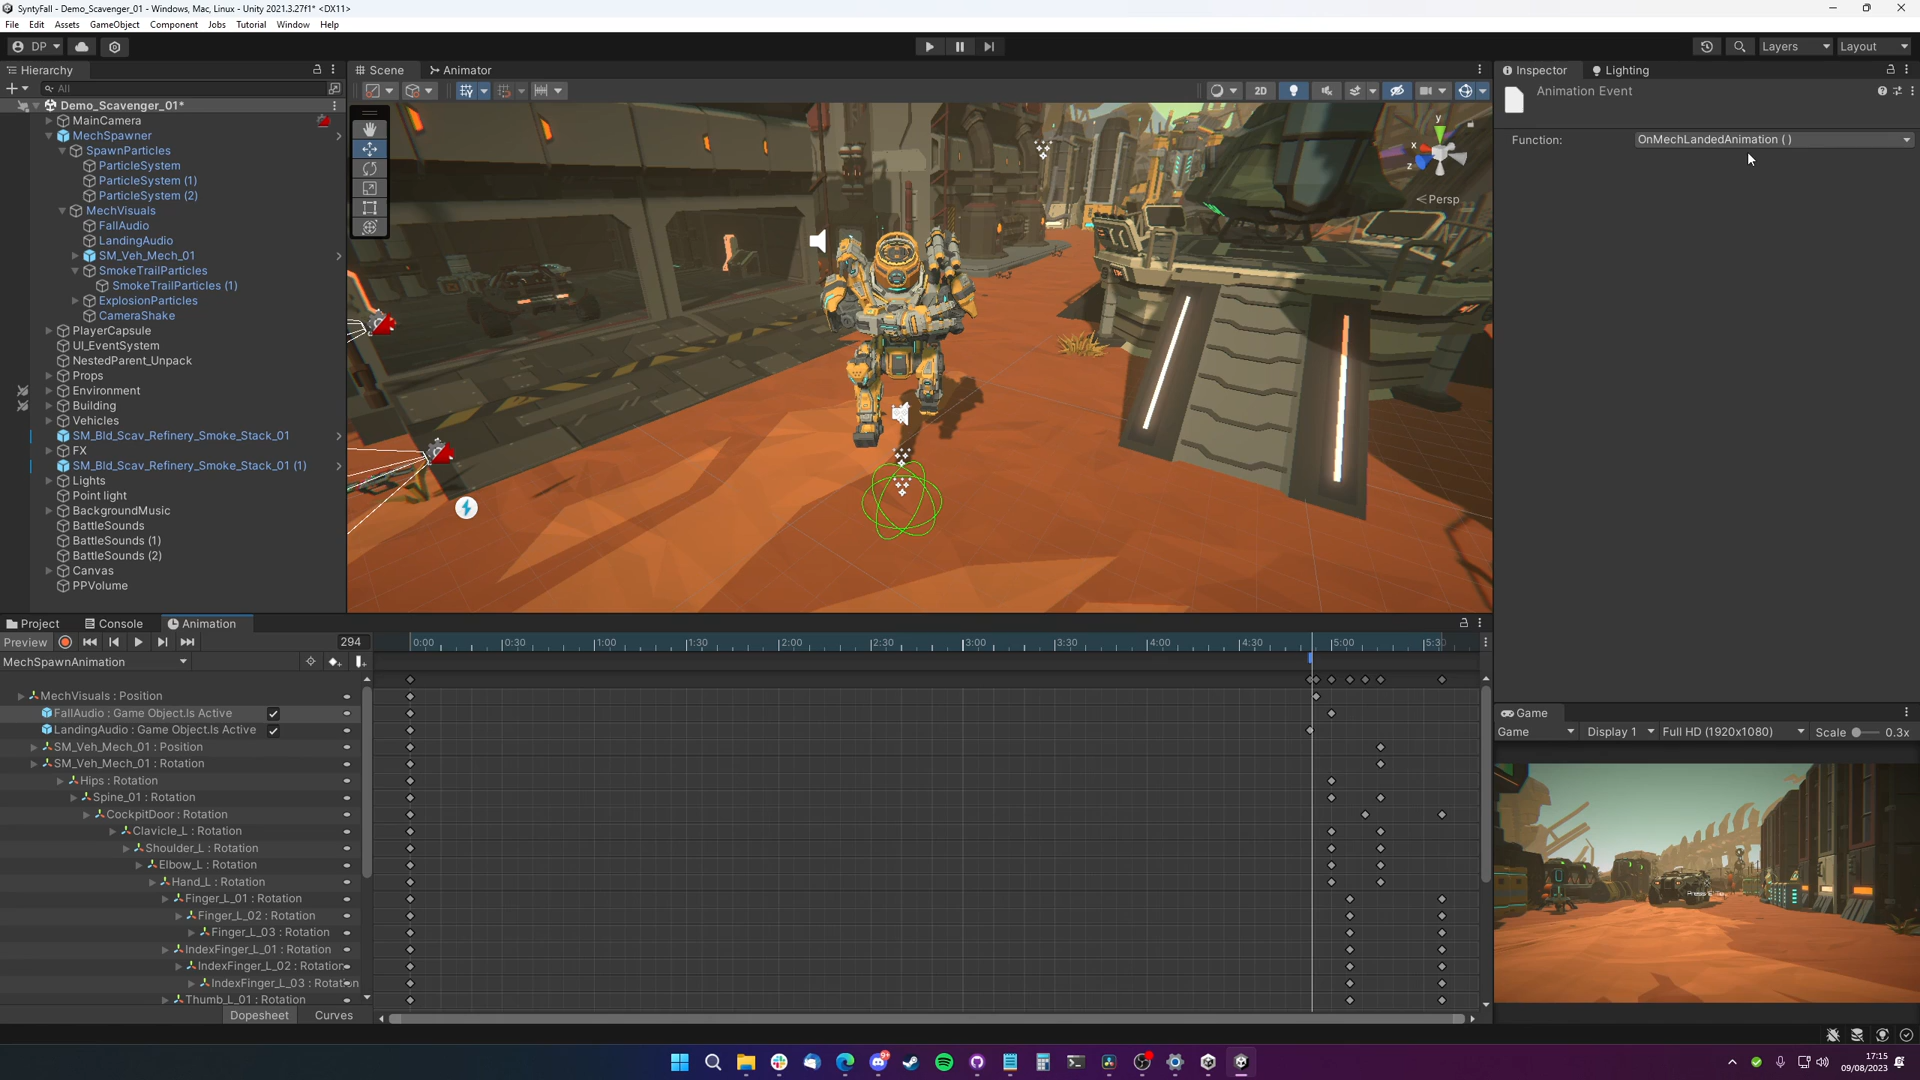 SyntyFall - Demo_Scavenger_01 - Windows, Mac, Linux - Unity 2021.3.27f1* <DX11>
File Edit Assets GameObject Component Jobs Tutorial Window Help
DP Layers Layout
Hierarchy
All
Demo_Scavenger_01*
MainCamera
MechSpawner
SpawnParticles
ParticleSystem
ParticleSystem (1)
ParticleSystem (2)
MechVisuals
FallAudio
LandingAudio
SM_Veh_Mech_01
SmokeTrailParticles
SmokeTrailParticles (1)
ExplosionParticles
CameraShake
PlayerCapsule
UI_EventSystem
NestedParent_Unpack
Props
Environment
Building
Vehicles
SM_Bld_Scav_Refinery_Smoke_Stack_01
FX
SM_Bld_Scav_Refinery_Smoke_Stack_01 (1)
Lights
Point light
BackgroundMusic
BattleSounds
BattleSounds (1)
BattleSounds (2)
Canvas
PPVolume
Scene Animator
2D
y
x
z
Persp
Inspector Lighting
Animation Event
Function: OnMechLandedAnimation ( )
Project Console Animation
Preview 294 0:00 0:30 1:00 1:30 2:00 2:30 3:00 3:30 4:00 4:30 5:00 5:30
MechSpawnAnimation
MechVisuals : Position
FallAudio : Game Object.Is Active
LandingAudio : Game Object.Is Active
SM_Veh_Mech_01 : Position
SM_Veh_Mech_01 : Rotation
Hips : Rotation
Spine_01 : Rotation
CockpitDoor : Rotation
Clavicle_L : Rotation
Shoulder_L : Rotation
Elbow_L : Rotation
Hand_L : Rotation
Finger_L_01 : Rotation
Finger_L_02 : Rotation
Finger_L_03 : Rotation
IndexFinger_L_01 : Rotation
IndexFinger_L_02 : Rotation
IndexFinger_L_03 : Rotation
Thumb_L_01 : Rotation
Dopesheet Curves
Game
Game Display 1 Full HD (1920x1080) Scale 0.3x
17:15
09/08/2023